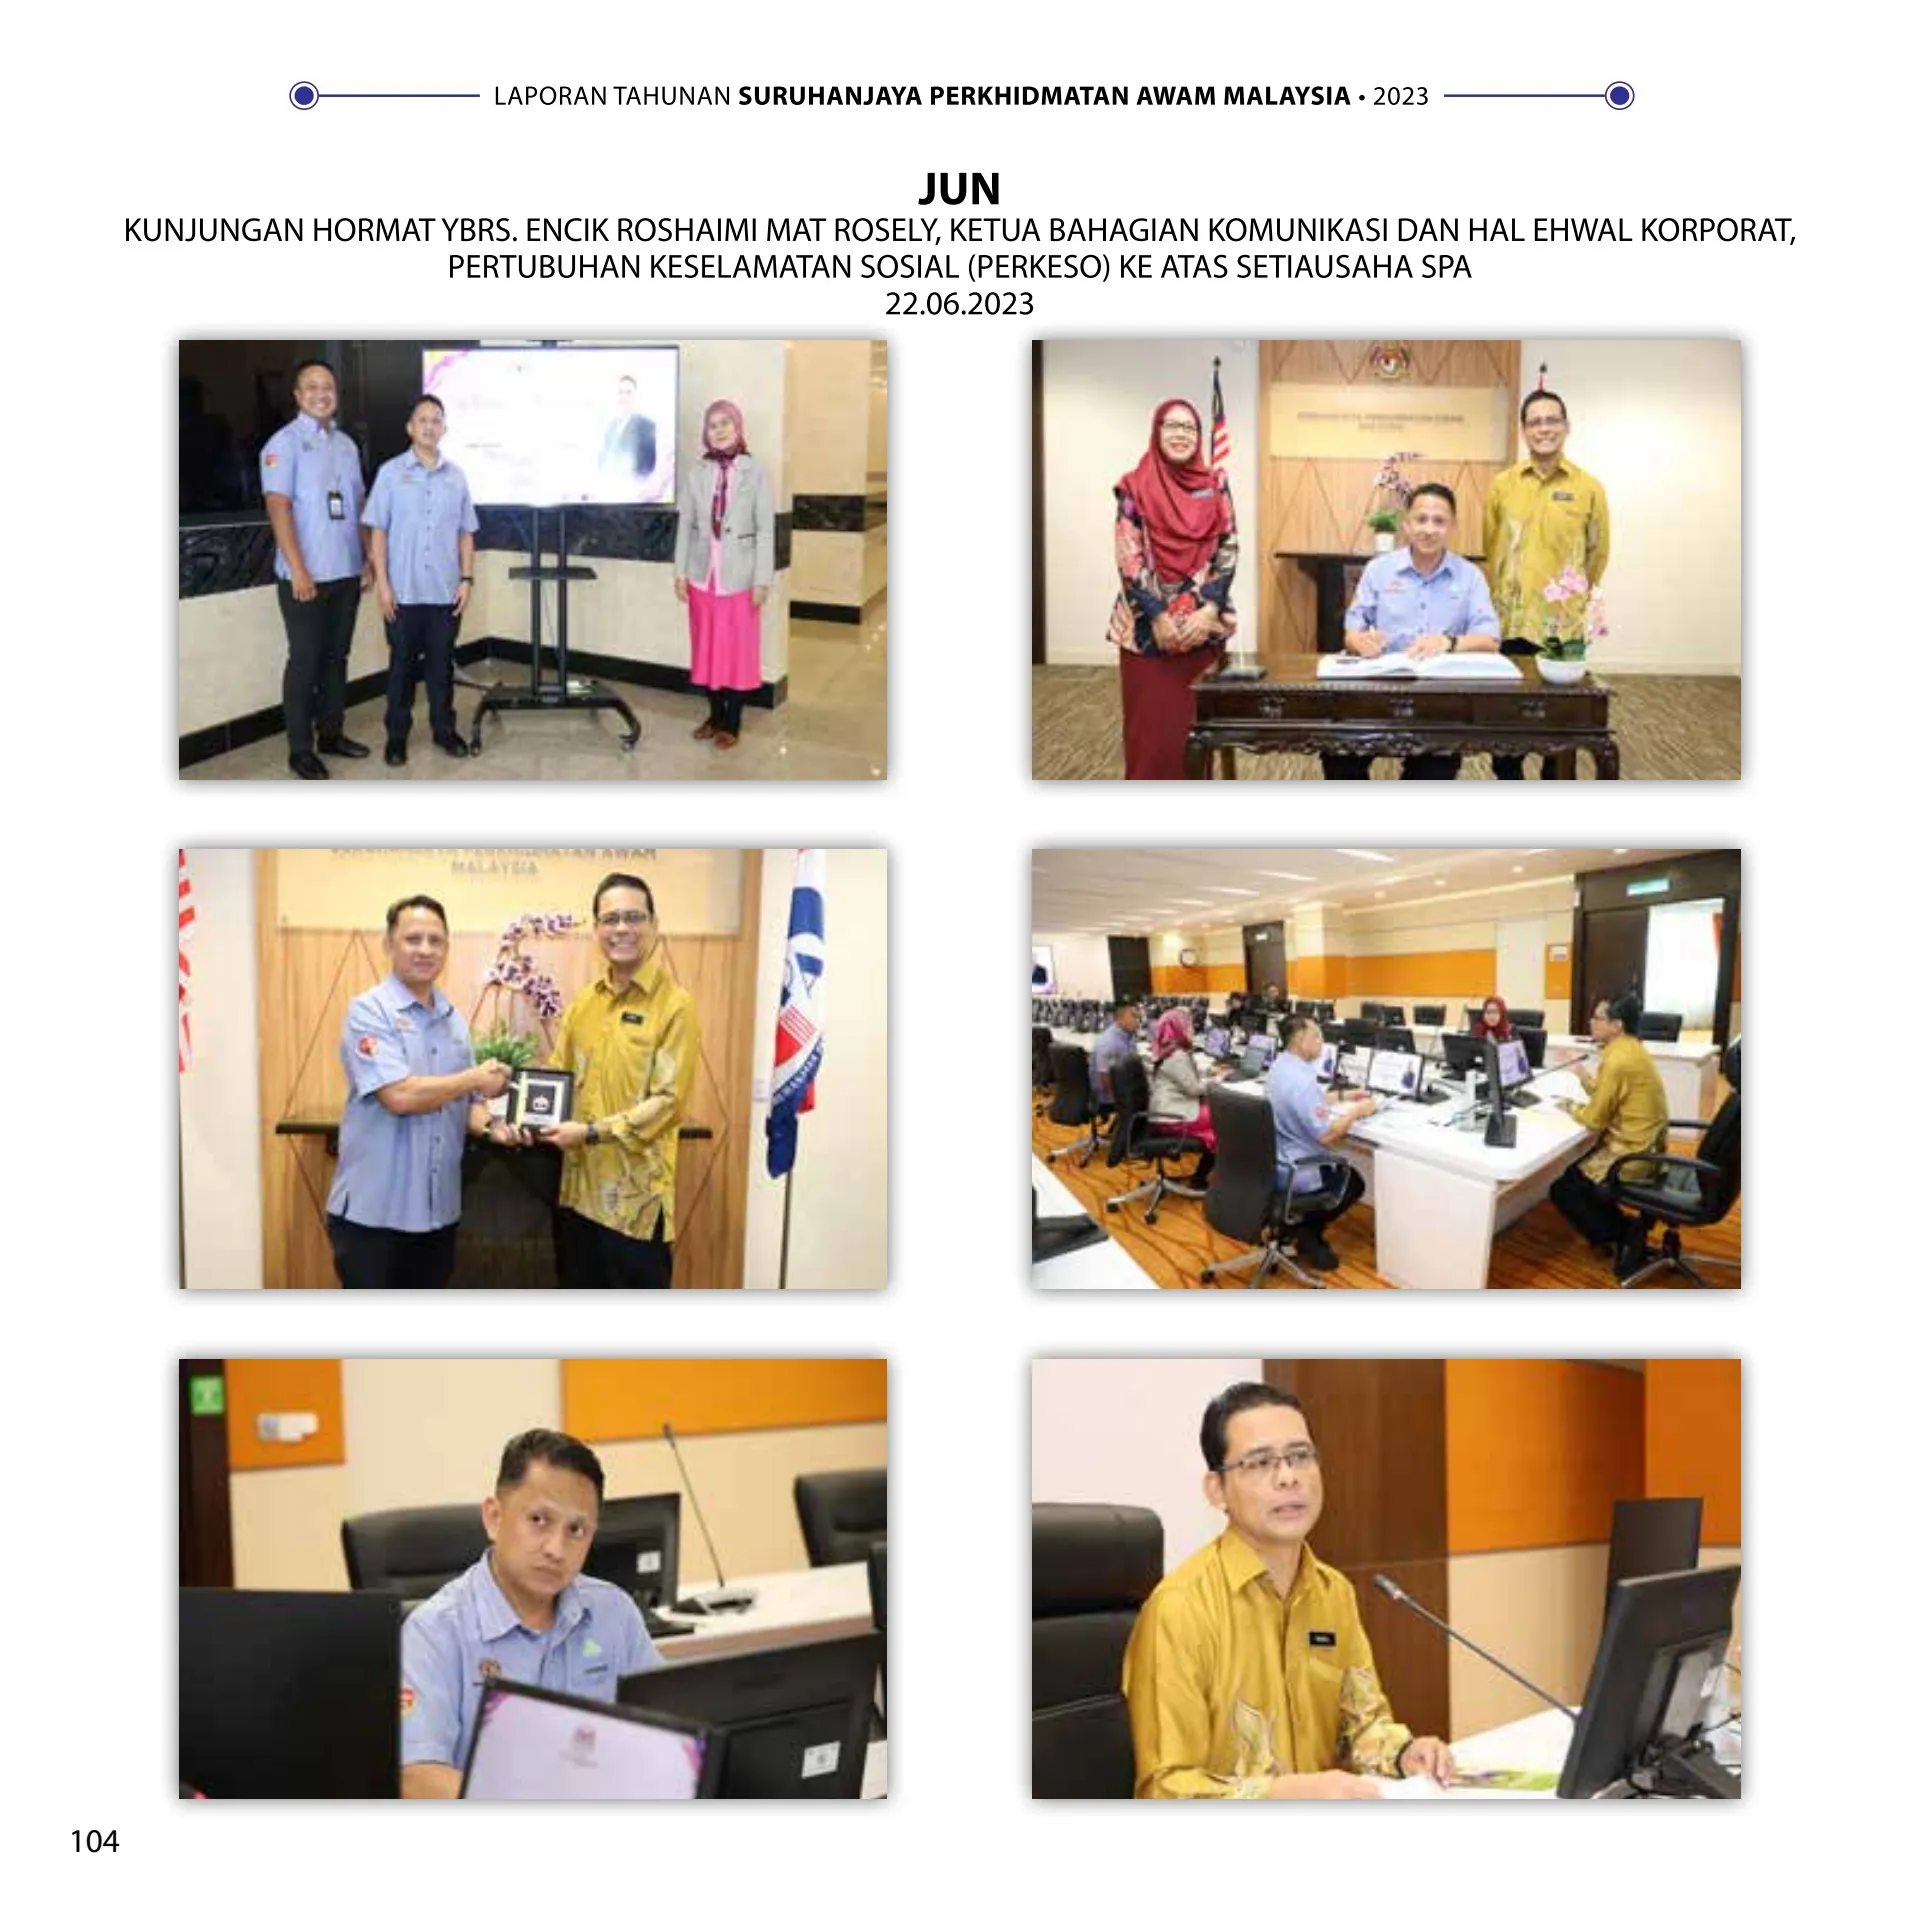 LAPORAN TAHUNAN SURUHANJAYA PERKHIDMATAN AWAM MALAYSIA • 2023
JUN
KUNJUNGAN HORMAT YBRS. ENCIK ROSHAIMI MAT ROSELY, KETUA BAHAGIAN KOMUNIKASI DAN HAL EHWAL KORPORAT,
PERTUBUHAN KESELAMATAN SOSIAL (PERKESO) KE ATAS SETIAUSAHA SPA
22.06.2023
MALAYSIA
104